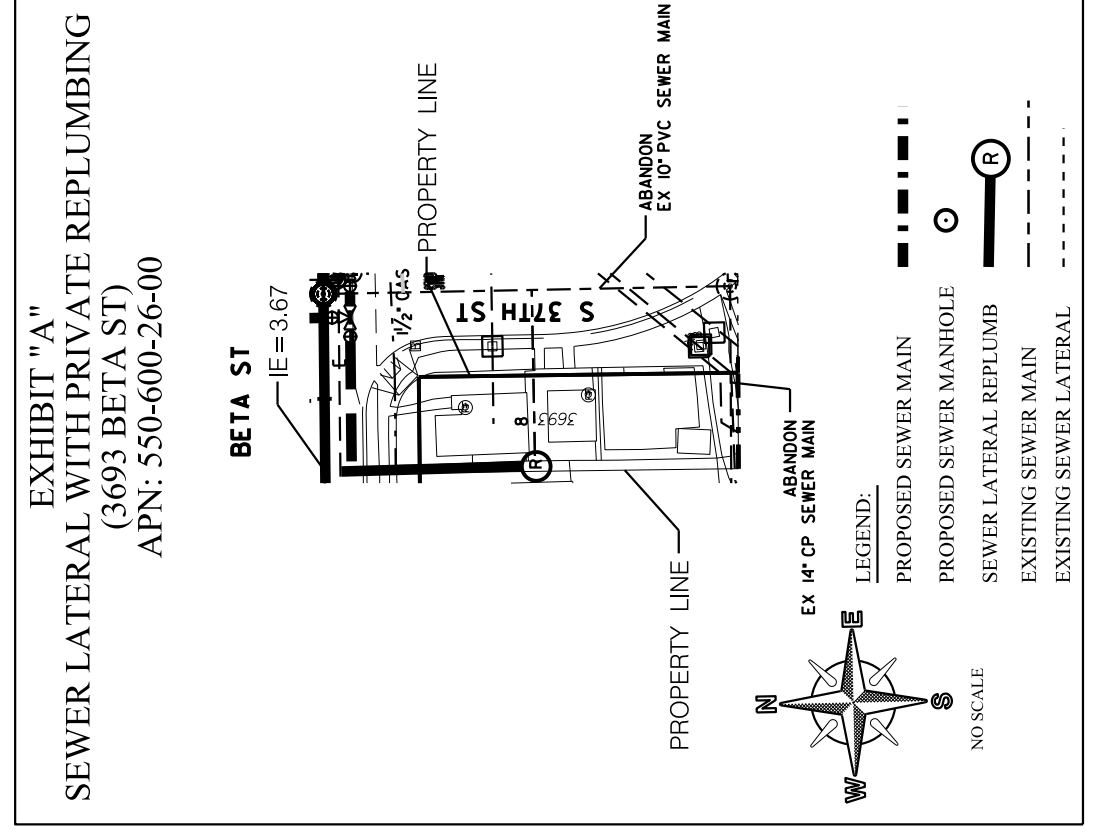 EXHIBIT "A"
SEWER LATERAL WITH PRIVATE REPLUMBING
(3693 BETA ST)
APN: 550-600-26-00
BETA ST
IE=3.67
PROPERTY LINE
1½" GAS
S 37TH ST
ABANDON
EX 10" PVC SEWER MAIN
8
3693
R
PROPERTY LINE
ABANDON
EX 14" CP SEWER MAIN
N
E
S
W
NO SCALE
LEGEND:
PROPOSED SEWER MAIN
PROPOSED SEWER MANHOLE
SEWER LATERAL REPLUMB
R
EXISTING SEWER MAIN
EXISTING SEWER LATERAL